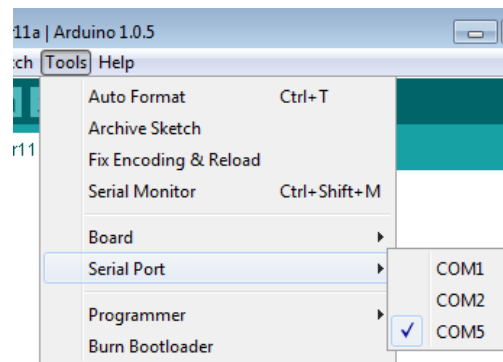 r11a | Arduino 1.0.5
tch Tools Help
Auto Format Ctrl+T
Archive Sketch
r11
Fix Encoding & Reload
Serial Monitor Ctrl+Shift+M
Board
Serial Port
COM1
COM2
Programmer
COM5
Burn Bootloader